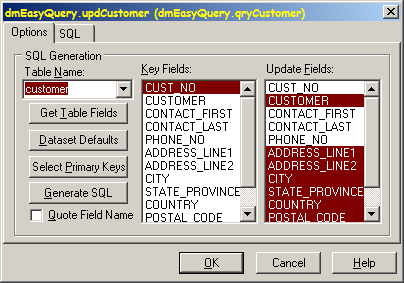 dmEasyQuery.updCustomer (dmEasyQuery.qryCustomer)
Options
SQL
SQL Generation
Table Name:
customer
Get Table Fields
Dataset Defaults
Select Primary Keys
Generate SQL
Quote Field Name
Key Fields:
CUST_NO
CUSTOMER
CONTACT_FIRST
CONTACT_LAST
PHONE_NO
ADDRESS_LINE1
ADDRESS_LINE2
CITY
STATE_PROVINCE
COUNTRY
POSTAL_CODE
Update Fields:
CUST_NO
CUSTOMER
CONTACT_FIRST
CONTACT_LAST
PHONE_NO
ADDRESS_LINE1
ADDRESS_LINE2
CITY
STATE_PROVINCE
COUNTRY
POSTAL_CODE
OK
Cancel
Help